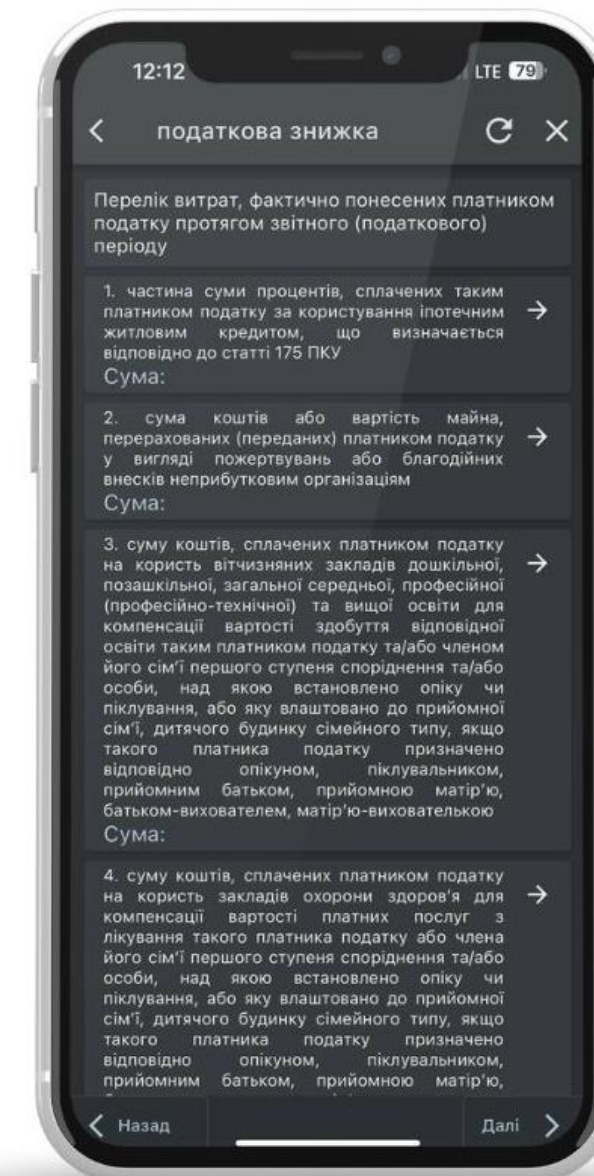 12:12
LTE 79
податкова знижка
Перелік витрат, фактично понесених платником
податку протягом звітного (податкового)
періоду
1. частина суми процентів, сплачених таким
платником податку за користування іпотечним
житловим кредитом, що визначається
відповідно до статті 175 ПКУ
Сума:
2. сума коштів або вартість майна,
перерахованих (переданих) платником податку
у вигляді пожертвувань або благодійних
внесків неприбутковим організаціям
Сума:
3. суму коштів, сплачених платником податку
на користь вітчизняних закладів дошкільної,
позашкільної, загальної середньої, професійної
(професійно-технічної) та вищої освіти для
компенсації вартості здобуття відповідної
освіти таким платником податку та/або членом
його сім'ї першого ступеня споріднення та/або
особи, над якою встановлено опіку чи
піклування, або яку влаштовано до прийомної
сім'ї, дитячого будинку сімейного типу, якщо
такого платника податку призначено
відповідно опікуном, піклувальником,
прийомним батьком, прийомною матір'ю,
батьком-вихователем, матір'ю-вихователькою
Сума:
4. суму коштів, сплачених платником податку
на користь закладів охорони здоров'я для
компенсації вартості платних послуг з
лікування такого платника податку або члена
його сім'ї першого ступеня споріднення та/або
особи, над якою встановлено опіку чи
піклування, або яку влаштовано до прийомної
сім'ї, дитячого будинку сімейного типу, якщо
такого платника податку призначено
відповідно опікуном, піклувальником,
прийомним батьком, прийомною матір'ю,
Назад
Далі